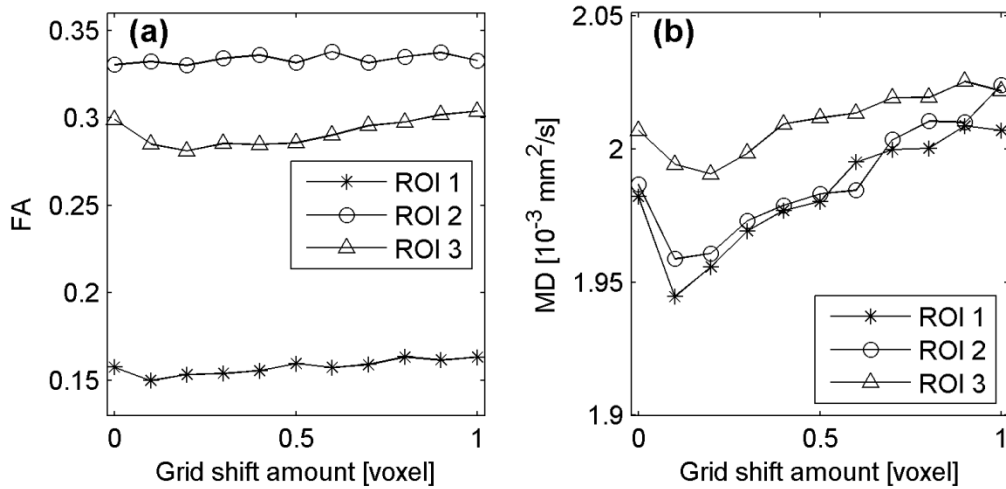 (a)
0.35
0.3
0.25
0.2
0.15
FA
ROI 1
ROI 2
ROI 3
0
0.5
1
Grid shift amount [voxel]
(b)
2.05
2
1.95
1.9
MD [10⁻³ mm²/s]
ROI 1
ROI 2
ROI 3
0
0.5
1
Grid shift amount [voxel]